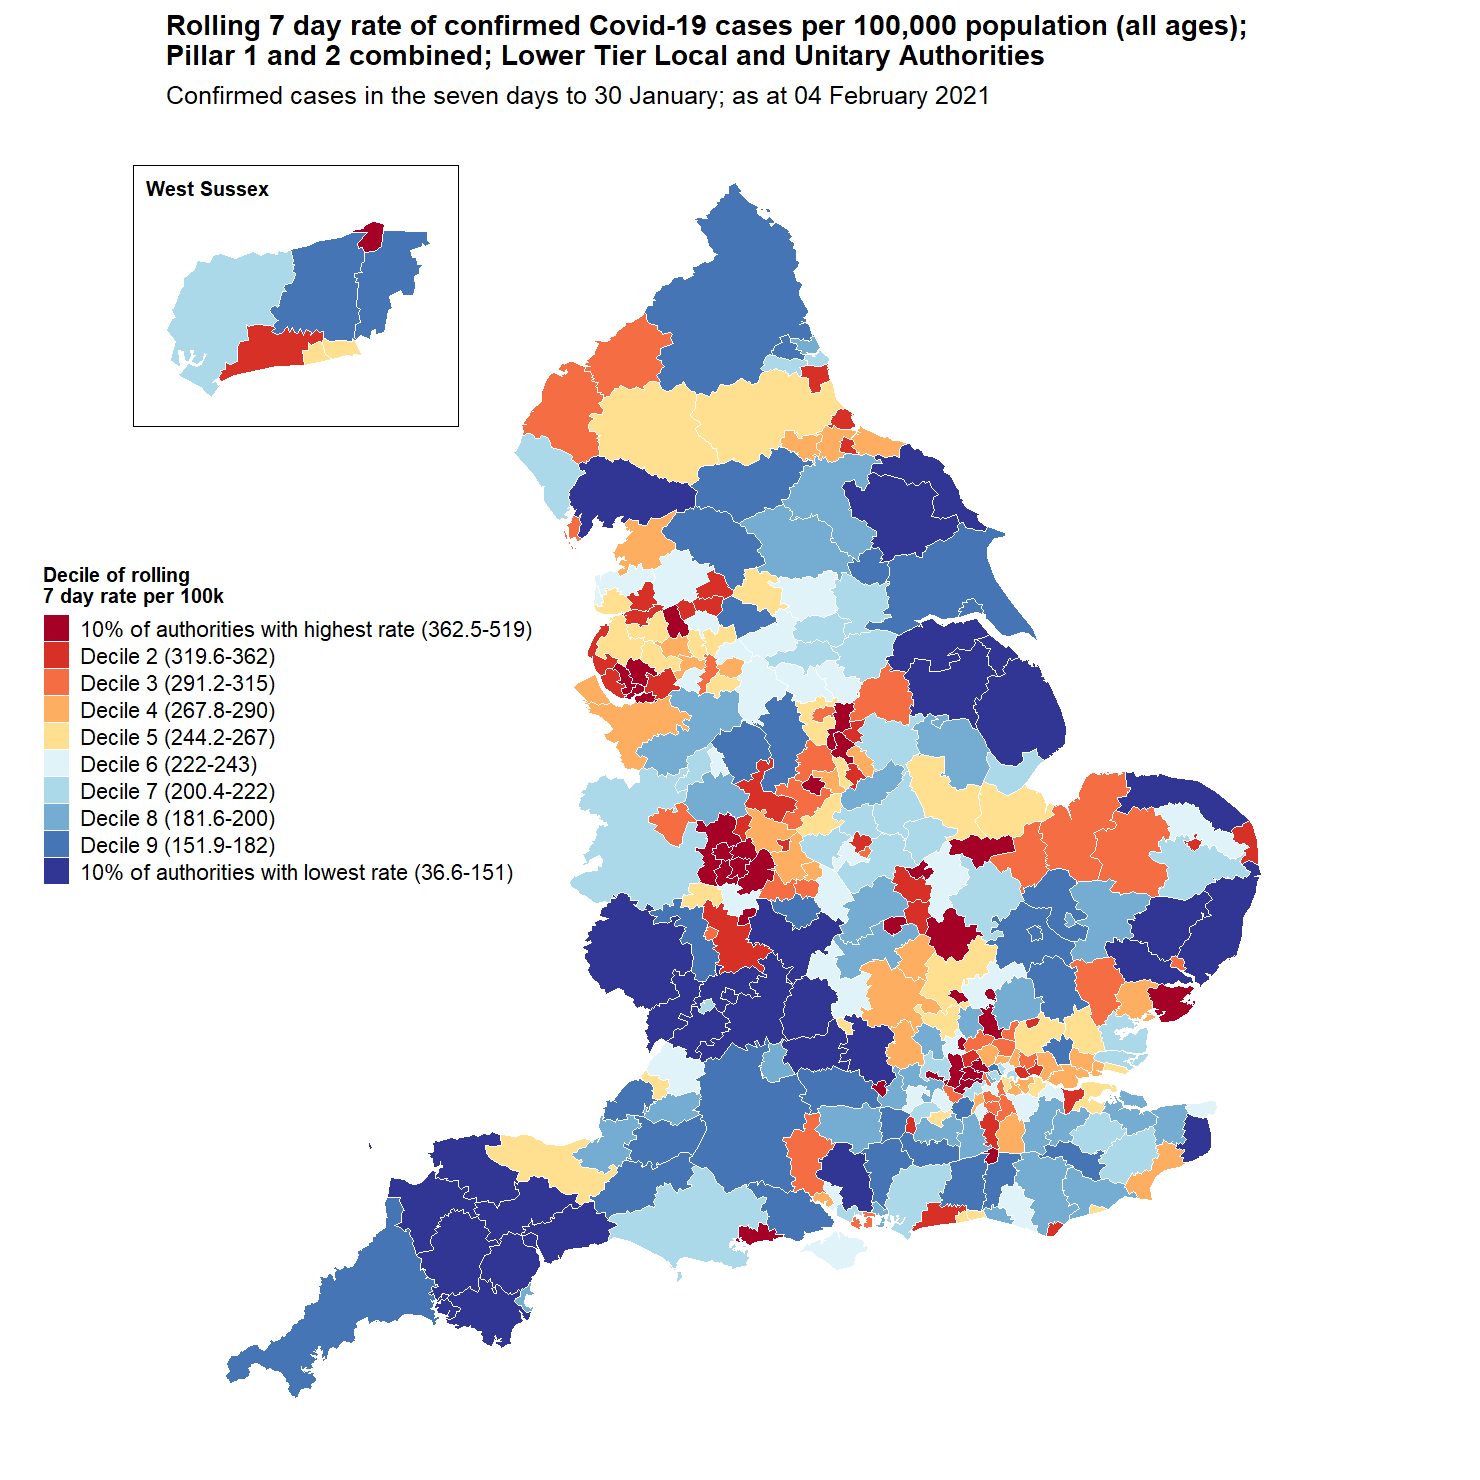 Rolling 7 day rate of confirmed Covid-19 cases per 100,000 population (all ages);
Pillar 1 and 2 combined; Lower Tier Local and Unitary Authorities
Confirmed cases in the seven days to 30 January; as at 04 February 2021
West Sussex
Decile of rolling
7 day rate per 100k
10% of authorities with highest rate (362.5-519)
Decile 2 (319.6-362)
Decile 3 (291.2-315)
Decile 4 (267.8-290)
Decile 5 (244.2-267)
Decile 6 (222-243)
Decile 7 (200.4-222)
Decile 8 (181.6-200)
Decile 9 (151.9-182)
10% of authorities with lowest rate (36.6-151)